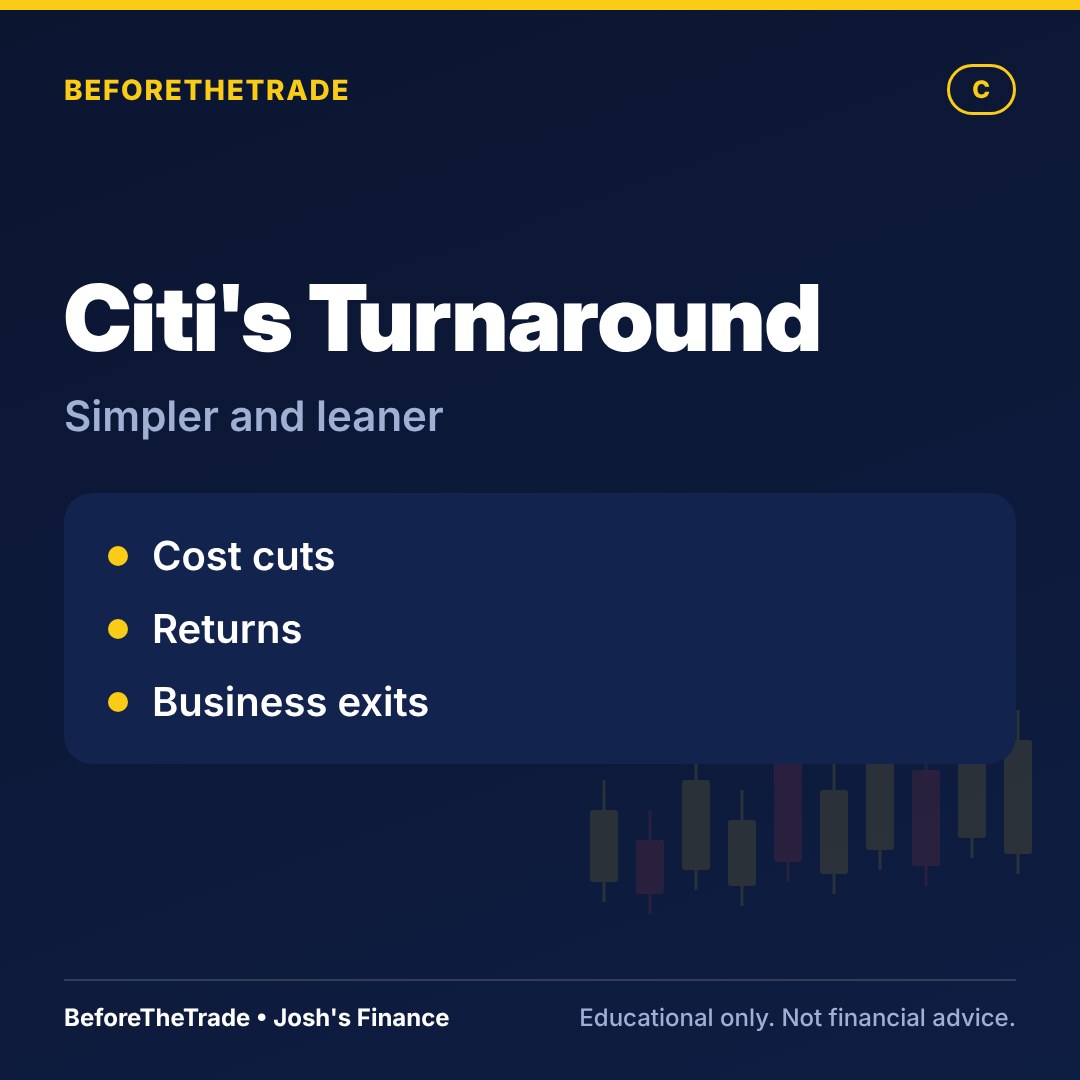 BEFORETHETRADE
C
Citi's Turnaround
Simpler and leaner
Cost cuts
Returns
Business exits
BeforeTheTrade • Josh's Finance
Educational only. Not financial advice.